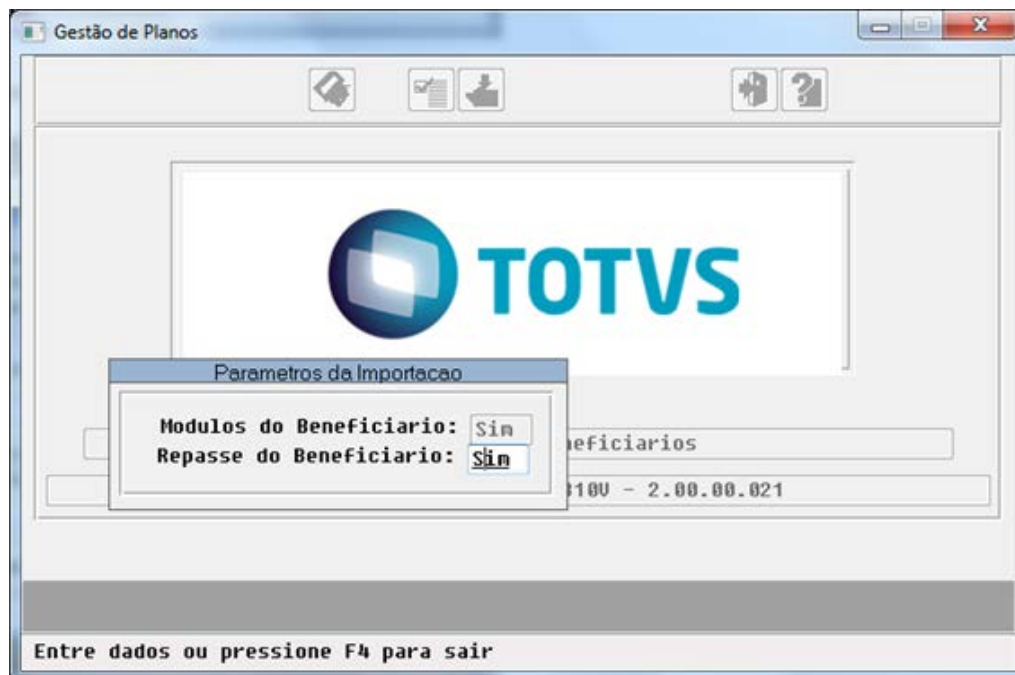 Gestão de Planos
TOTVS
Parametros da Importacao
Modulos do Beneficiario: Sim
Repasse do Beneficiario: Sim
- 2.00.00.021
Entre dados ou pressione F4 para sair